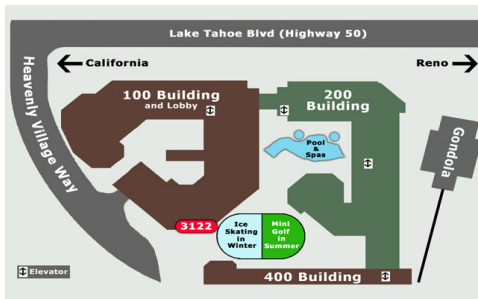 Lake Tahoe Blvd (Highway 50)
California
Reno
Heavenly Village Way
100 Building
and Lobby
200
Building
Pool
&
Spas
Gondola
3122
Ice
Skating
in
Winter
Mini
Golf
in
Summer
400 Building
Elevator